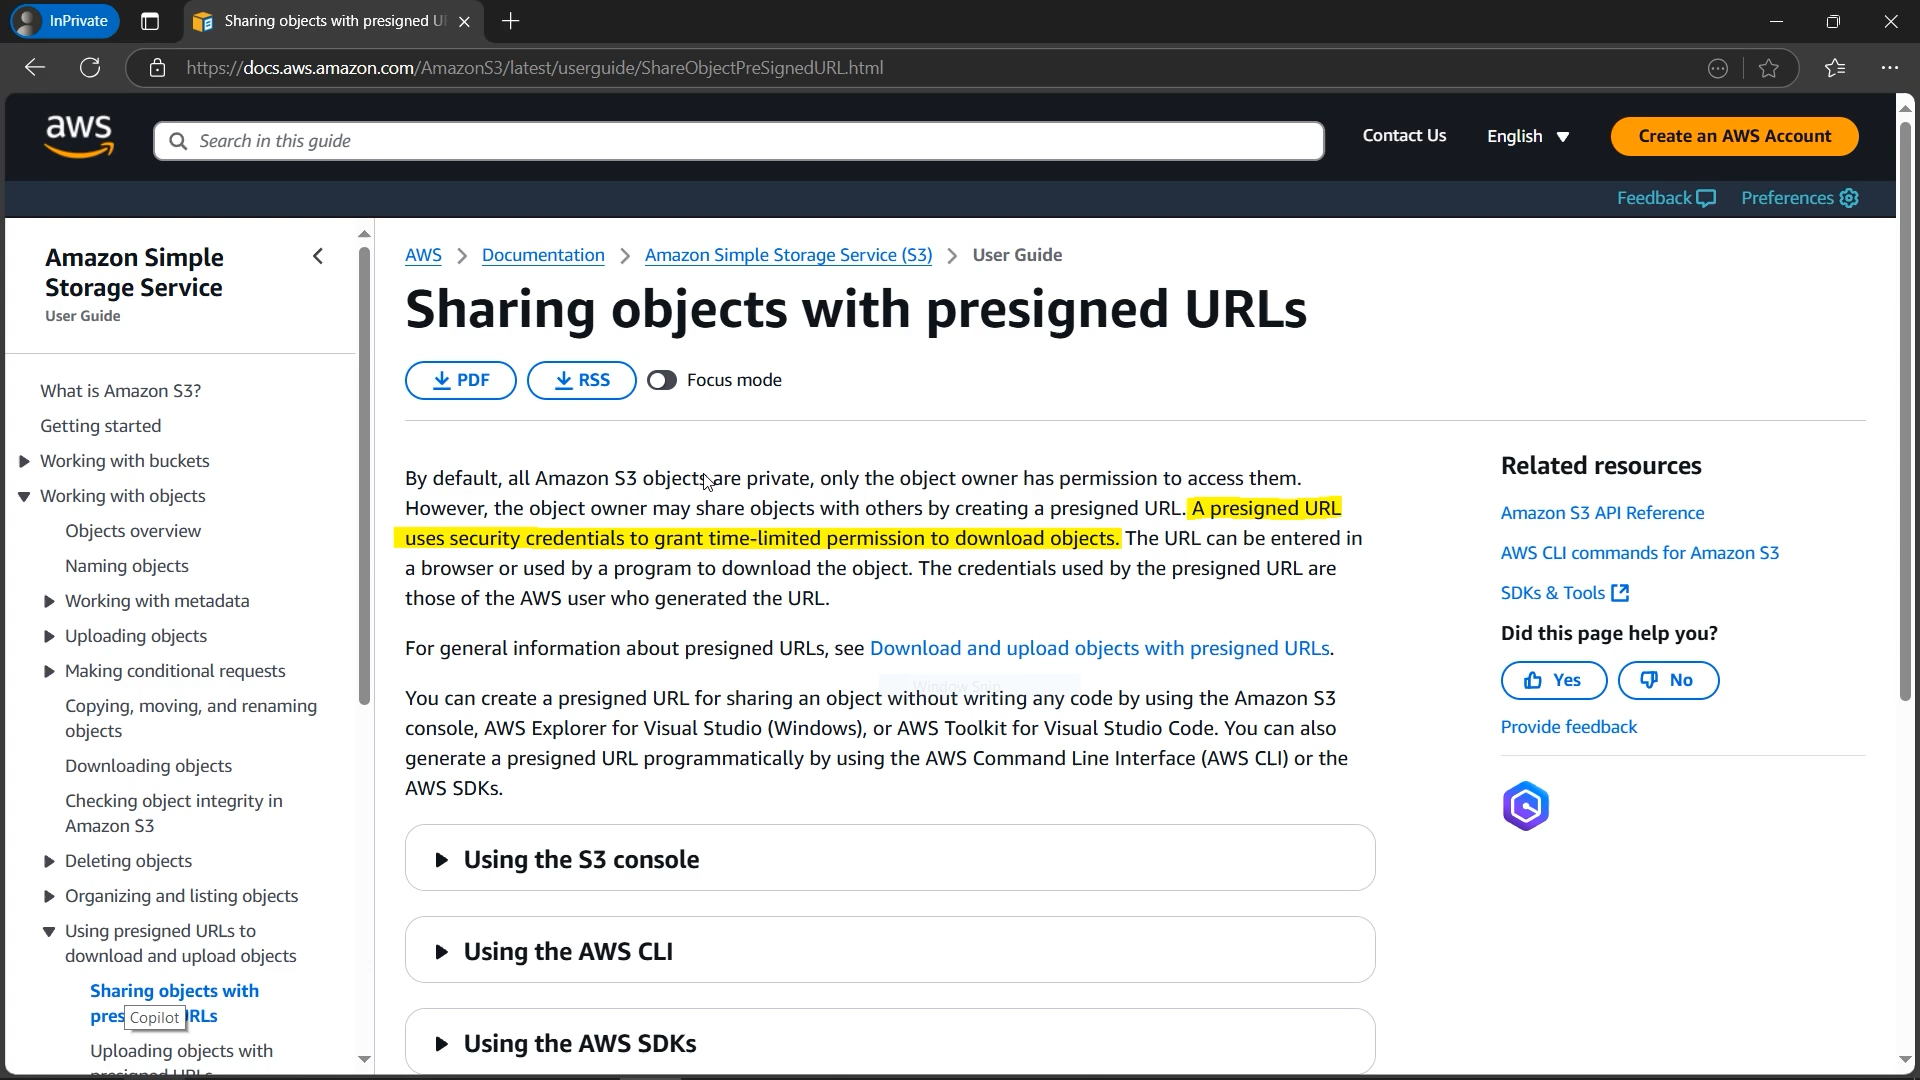 InPrivate
Sharing objects with presigned U
https://docs.aws.amazon.com/AmazonS3/latest/userguide/ShareObjectPreSignedURL.html
aws
Search in this guide
Contact Us
English
Create an AWS Account
Feedback
Preferences
Amazon Simple
Storage Service
User Guide
What is Amazon S3?
Getting started
Working with buckets
Working with objects
Objects overview
Naming objects
Working with metadata
Uploading objects
Making conditional requests
Copying, moving, and renaming
objects
Downloading objects
Checking object integrity in
Amazon S3
Deleting objects
Organizing and listing objects
Using presigned URLs to
download and upload objects
Sharing objects with
pres RLs
Copilot
Uploading objects with
presigned URLs
AWS > Documentation > Amazon Simple Storage Service (S3) > User Guide
Sharing objects with presigned URLs
PDF
RSS
Focus mode
By default, all Amazon S3 objects are private, only the object owner has permission to access them.
However, the object owner may share objects with others by creating a presigned URL. A presigned URL
uses security credentials to grant time-limited permission to download objects. The URL can be entered in
a browser or used by a program to download the object. The credentials used by the presigned URL are
those of the AWS user who generated the URL.
For general information about presigned URLs, see Download and upload objects with presigned URLs.
Window Snip
You can create a presigned URL for sharing an object without writing any code by using the Amazon S3
console, AWS Explorer for Visual Studio (Windows), or AWS Toolkit for Visual Studio Code. You can also
generate a presigned URL programmatically by using the AWS Command Line Interface (AWS CLI) or the
AWS SDKs.
Using the S3 console
Using the AWS CLI
Using the AWS SDKs
Related resources
Amazon S3 API Reference
AWS CLI commands for Amazon S3
SDKs & Tools
Did this page help you?
Yes
No
Provide feedback